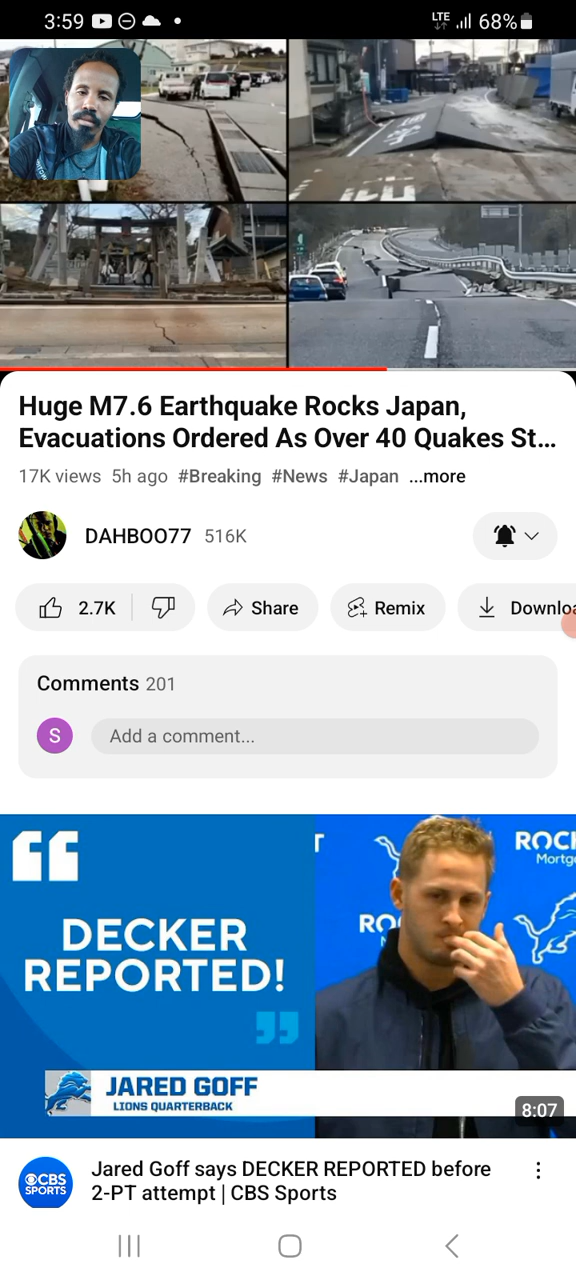 3:59
LTE
68%
Huge M7.6 Earthquake Rocks Japan,
Evacuations Ordered As Over 40 Quakes St...
17K views 5h ago #Breaking #News #Japan ...more
DAHBOO77 516K
2.7K
Share
Remix
Downloa
Comments 201
S
Add a comment...
DECKER
REPORTED!
JARED GOFF
LIONS QUARTERBACK
ROCK
Mortg
RO
8:07
CBS
SPORTS
Jared Goff says DECKER REPORTED before
2-PT attempt | CBS Sports